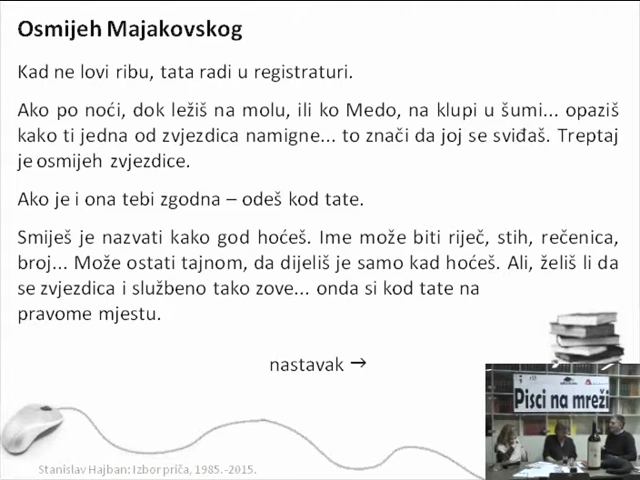 Osmijeh Majakovskog
Kad ne lovi ribu, tata radi u registraturi.
Ako po noći, dok ležiš na molu, ili ko Medo, na klupi u šumi... opaziš
kako ti jedna od zvjezdica namigne... to znači da joj se sviđaš. Treptaj
je osmijeh zvjezdice.
Ako je i ona tebi zgodna – odeš kod tate.
Smiješ je nazvati kako god hoćeš. Ime može biti riječ, stih, rečenica,
broj... Može ostati tajnom, da dijeliš je samo kad hoćeš. Ali, želiš li da
se zvjezdica i službeno tako zove... onda si kod tate na
pravome mjestu.
nastavak →
Pisci na mreži
Stanislav Hajban: Izbor priča, 1985.-2015.